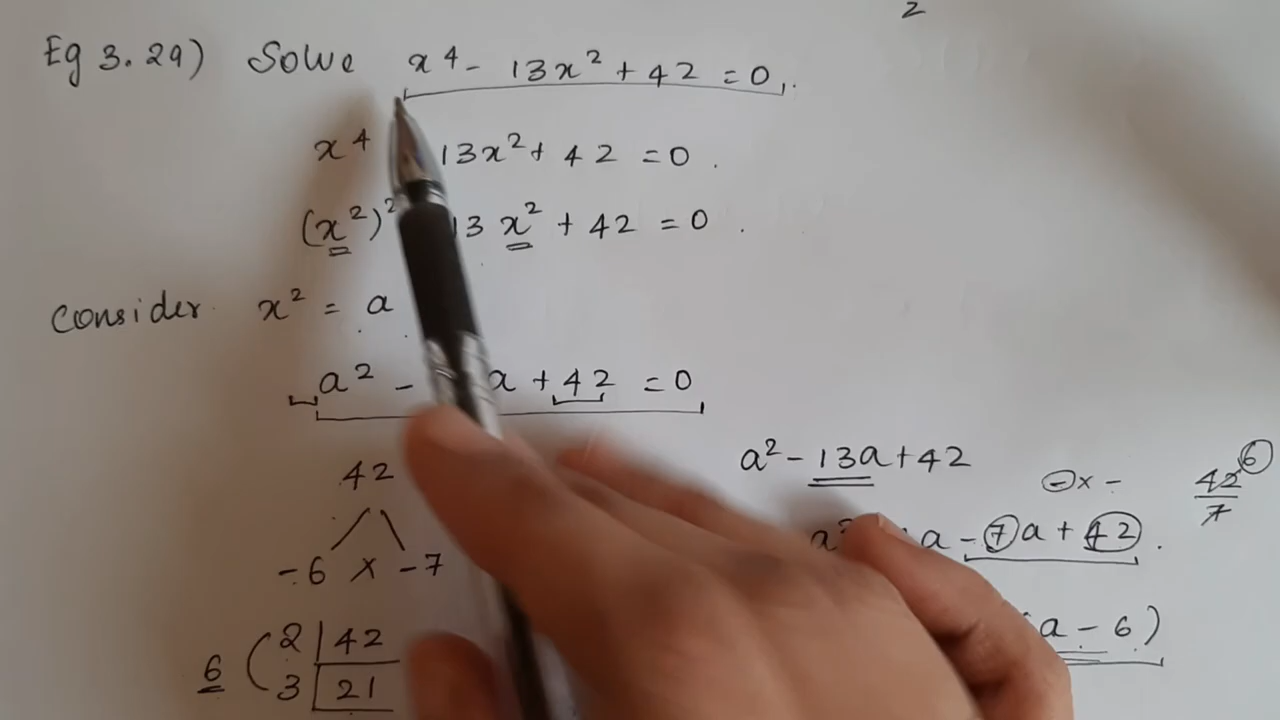 2
Eg 3.29) Solve x⁴ - 13x² + 42 = 0.
x⁴ 13x² + 42 = 0.
(x²)² 13 x² + 42 = 0.
Consider x² = a
a² - a + 42 = 0
42
-6 x -7
6 ( 2 | 42
3 | 21
a² - 13a + 42
- x -
42 6
7
a² a - 7a + 42.
a - 6)